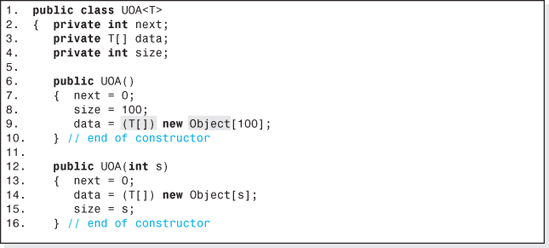 1. public class UOA<T>
2. { private int next;
3. private T[] data;
4. private int size;
5.
6. public UOA()
7. { next = 0;
8. size = 100;
9. data = (T[]) new Object[100];
10. } // end of constructor
11.
12. public UOA(int s)
13. { next = 0;
14. data = (T[]) new Object[s];
15. size = s;
16. } // end of constructor